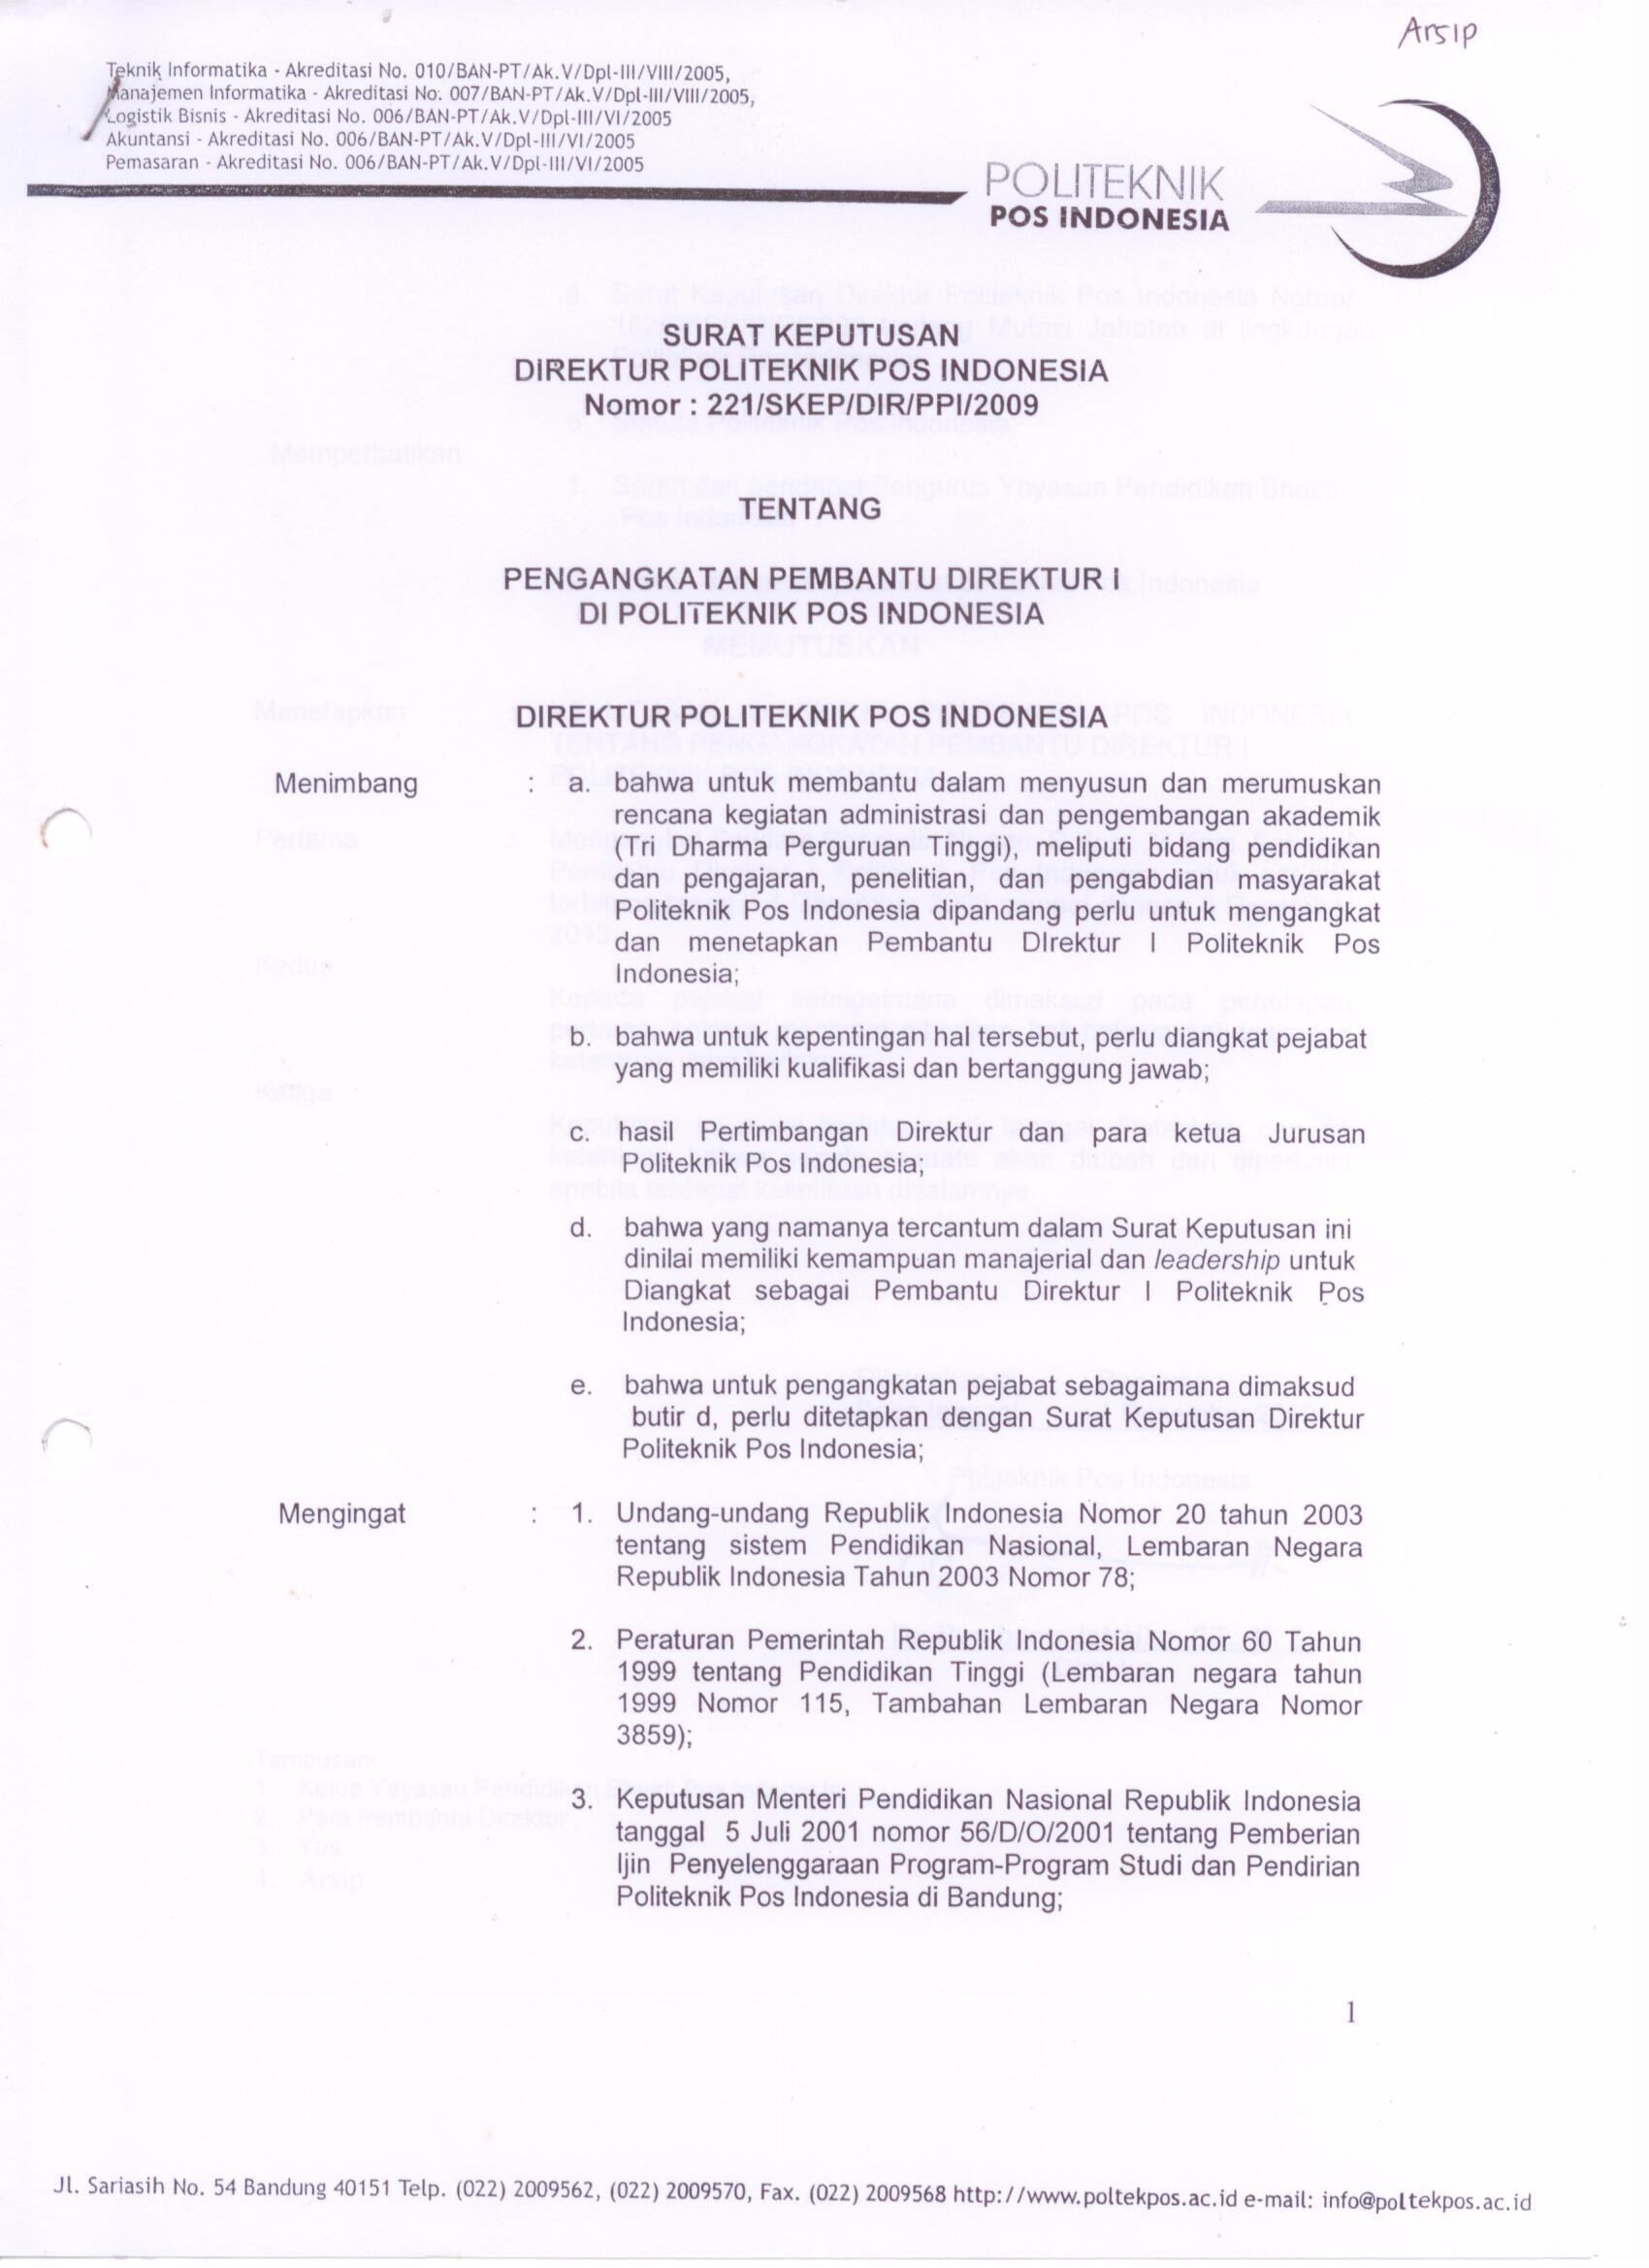 Arsip
Teknik Informatika - Akreditasi No. 010/BAN-PT/Ak.V/Dpl-III/VIII/2005,
Manajemen Informatika - Akreditasi No. 007/BAN-PT/Ak.V/Dpl-III/VIII/2005,
Logistik Bisnis - Akreditasi No. 006/BAN-PT/Ak.V/Dpl-III/VI/2005
Akuntansi - Akreditasi No. 006/BAN-PT/Ak.V/Dpl-III/VI/2005
Pemasaran - Akreditasi No. 006/BAN-PT/Ak.V/Dpl-III/VI/2005
POLITEKNIK
POS INDONESIA
SURAT KEPUTUSAN
DIREKTUR POLITEKNIK POS INDONESIA
Nomor : 221/SKEP/DIR/PPI/2009
TENTANG
PENGANGKATAN PEMBANTU DIREKTUR I
DI POLITEKNIK POS INDONESIA
DIREKTUR POLITEKNIK POS INDONESIA
Menimbang : a. bahwa untuk membantu dalam menyusun dan merumuskan
rencana kegiatan administrasi dan pengembangan akademik
(Tri Dharma Perguruan Tinggi), meliputi bidang pendidikan
dan pengajaran, penelitian, dan pengabdian masyarakat
Politeknik Pos Indonesia dipandang perlu untuk mengangkat
dan menetapkan Pembantu DIrektur I Politeknik Pos
Indonesia;
b. bahwa untuk kepentingan hal tersebut, perlu diangkat pejabat
yang memiliki kualifikasi dan bertanggung jawab;
c. hasil Pertimbangan Direktur dan para ketua Jurusan
Politeknik Pos Indonesia;
d. bahwa yang namanya tercantum dalam Surat Keputusan ini
dinilai memiliki kemampuan manajerial dan leadership untuk
Diangkat sebagai Pembantu Direktur I Politeknik Pos
Indonesia;
e. bahwa untuk pengangkatan pejabat sebagaimana dimaksud
butir d, perlu ditetapkan dengan Surat Keputusan Direktur
Politeknik Pos Indonesia;
Mengingat : 1. Undang-undang Republik Indonesia Nomor 20 tahun 2003
tentang sistem Pendidikan Nasional, Lembaran Negara
Republik Indonesia Tahun 2003 Nomor 78;
2. Peraturan Pemerintah Republik Indonesia Nomor 60 Tahun
1999 tentang Pendidikan Tinggi (Lembaran negara tahun
1999 Nomor 115, Tambahan Lembaran Negara Nomor
3859);
3. Keputusan Menteri Pendidikan Nasional Republik Indonesia
tanggal 5 Juli 2001 nomor 56/D/O/2001 tentang Pemberian
Ijin Penyelenggaraan Program-Program Studi dan Pendirian
Politeknik Pos Indonesia di Bandung;
1
Jl. Sariasih No. 54 Bandung 40151 Telp. (022) 2009562, (022) 2009570, Fax. (022) 2009568 http://www.poltekpos.ac.id e-mail: info@poltekpos.ac.id